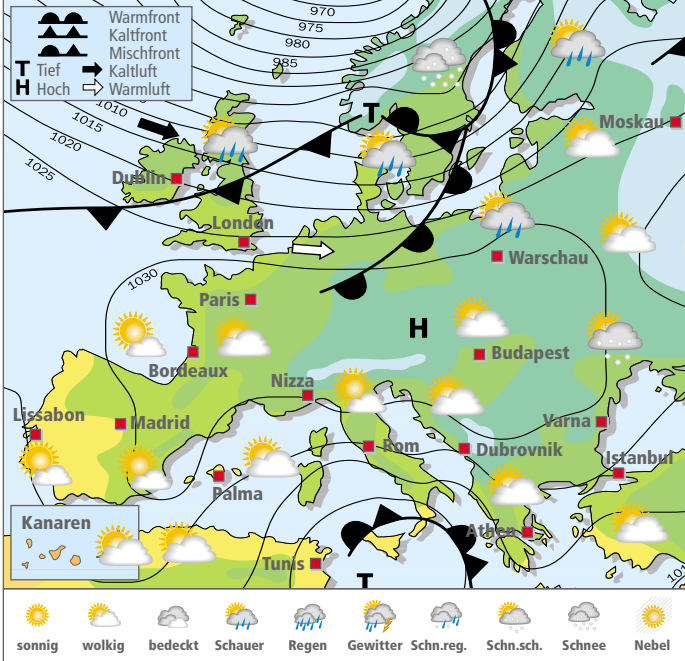 970
975
980
985
Warmfront
Kaltfront
Mischfront
T Tief Kaltluft
H Hoch Warmluft
1010
1015
1020
1025
T
Moskau
Dublin
London
Warschau
1030
Paris
H
Bordeaux
Budapest
Nizza
Lissabon
Madrid
Varna
Rom
Dubrovnik
Istanbul
Palma
Kanaren
Athen
Tunis
T
sonnig wolkig bedeckt Schauer Regen Gewitter Schn.reg. Schn.sch. Schnee Nebel